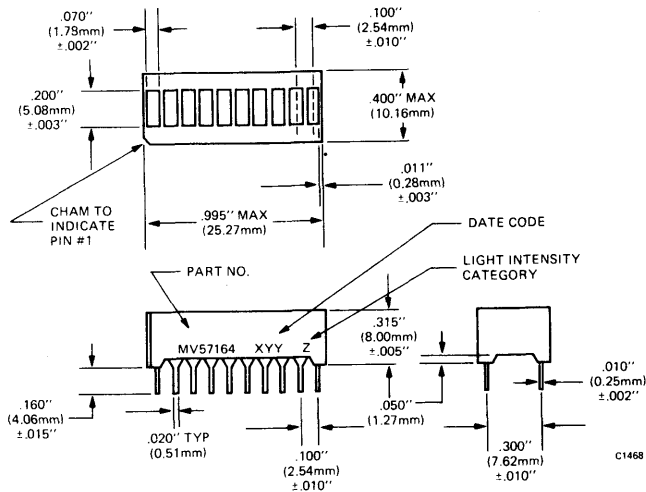 .070"
(1.78mm)
±.002"
.100"
(2.54mm)
±.010"
.200"
(5.08mm)
±.003"
.400" MAX
(10.16mm)
.011"
(0.28mm)
±.003"
CHAM TO
INDICATE
PIN #1
.995" MAX
(25.27mm)
DATE CODE
PART NO.
LIGHT INTENSITY
CATEGORY
MV57164 XYY Z
.315"
(8.00mm)
±.005"
.160"
(4.06mm)
±.015"
.020" TYP
(0.51mm)
.100"
(2.54mm)
±.010"
.050"
(1.27mm)
.010"
(0.25mm)
±.002"
.300"
(7.62mm)
±.010"
C1468